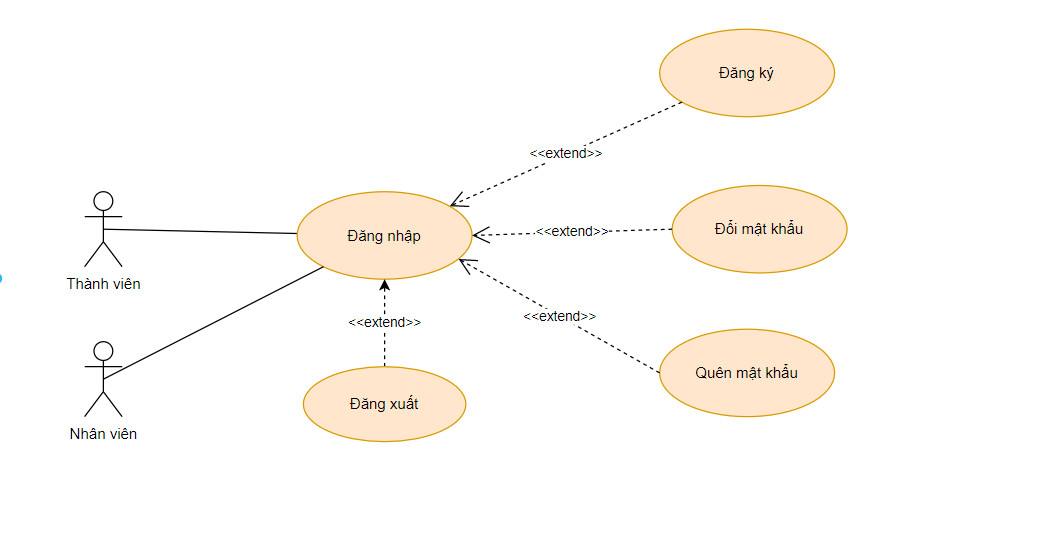 Đăng ký
<<extend>>
Đổi mật khẩu
<<extend>>
Đăng nhập
Thành viên
<<extend>>
<<extend>>
Quên mật khẩu
Đăng xuất
Nhân viên